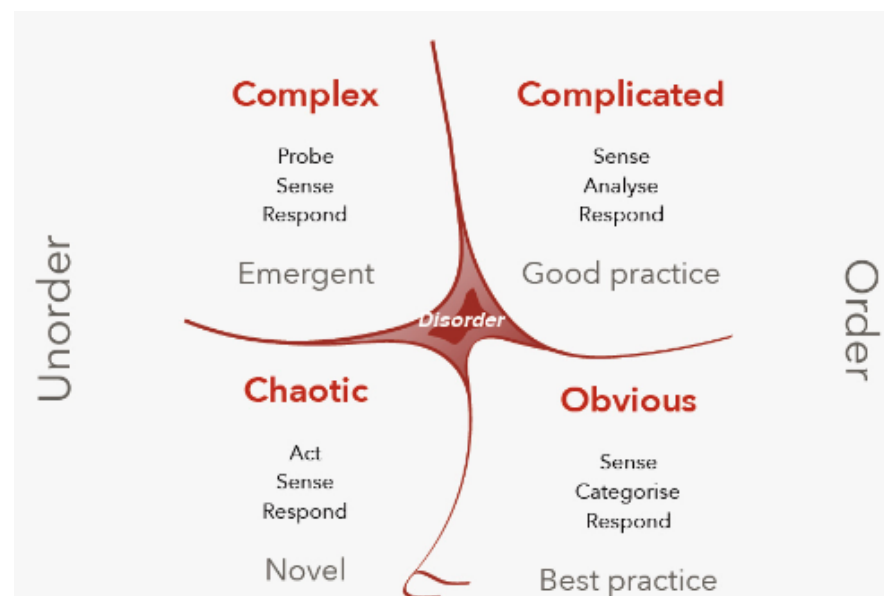 Unorder
Complex
Probe
Sense
Respond
Emergent
Complicated
Sense
Analyse
Respond
Good practice
Disorder
Chaotic
Act
Sense
Respond
Novel
Obvious
Sense
Categorise
Respond
Best practice
Order